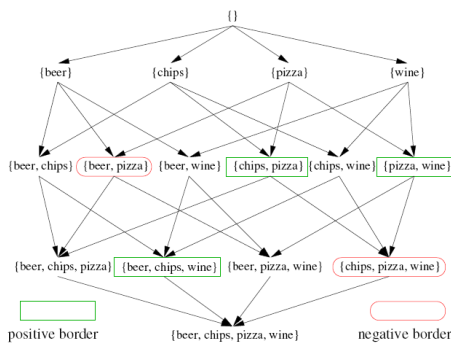 {}
{beer} {chips} {pizza} {wine}
{beer, chips} {beer, pizza} {beer, wine} {chips, pizza} {chips, wine} {pizza, wine}
{beer, chips, pizza} {beer, chips, wine} {beer, pizza, wine} {chips, pizza, wine}
positive border {beer, chips, pizza, wine} negative border